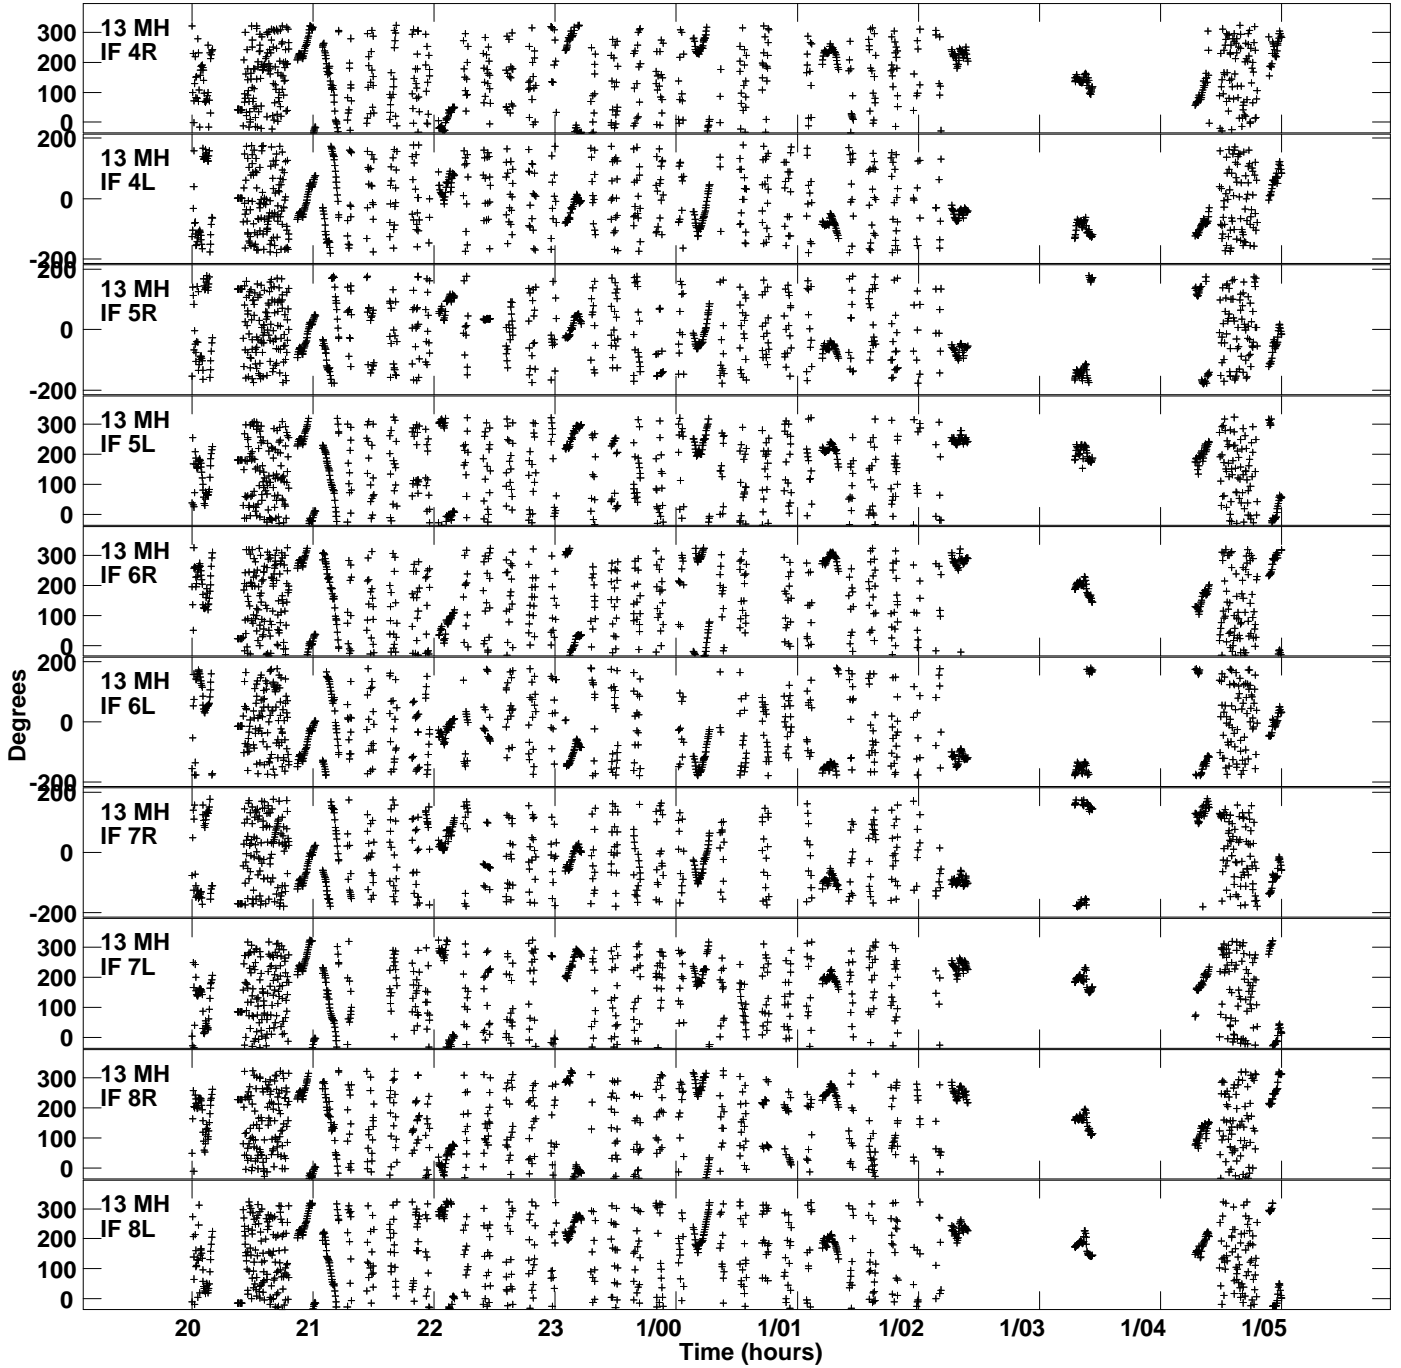 13 MH
IF 4R
300
200
100
0
13 MH
IF 4L
200
0
-200
13 MH
IF 5R
200
0
-200
13 MH
IF 5L
300
200
100
0
13 MH
IF 6R
300
200
100
0
13 MH
IF 6L
200
0
-200
13 MH
IF 7R
200
0
-200
13 MH
IF 7L
300
200
100
0
13 MH
IF 8R
300
200
100
0
13 MH
IF 8L
300
200
100
0
Degrees
20 21 22 23 1/00 1/01 1/02 1/03 1/04 1/05
Time (hours)